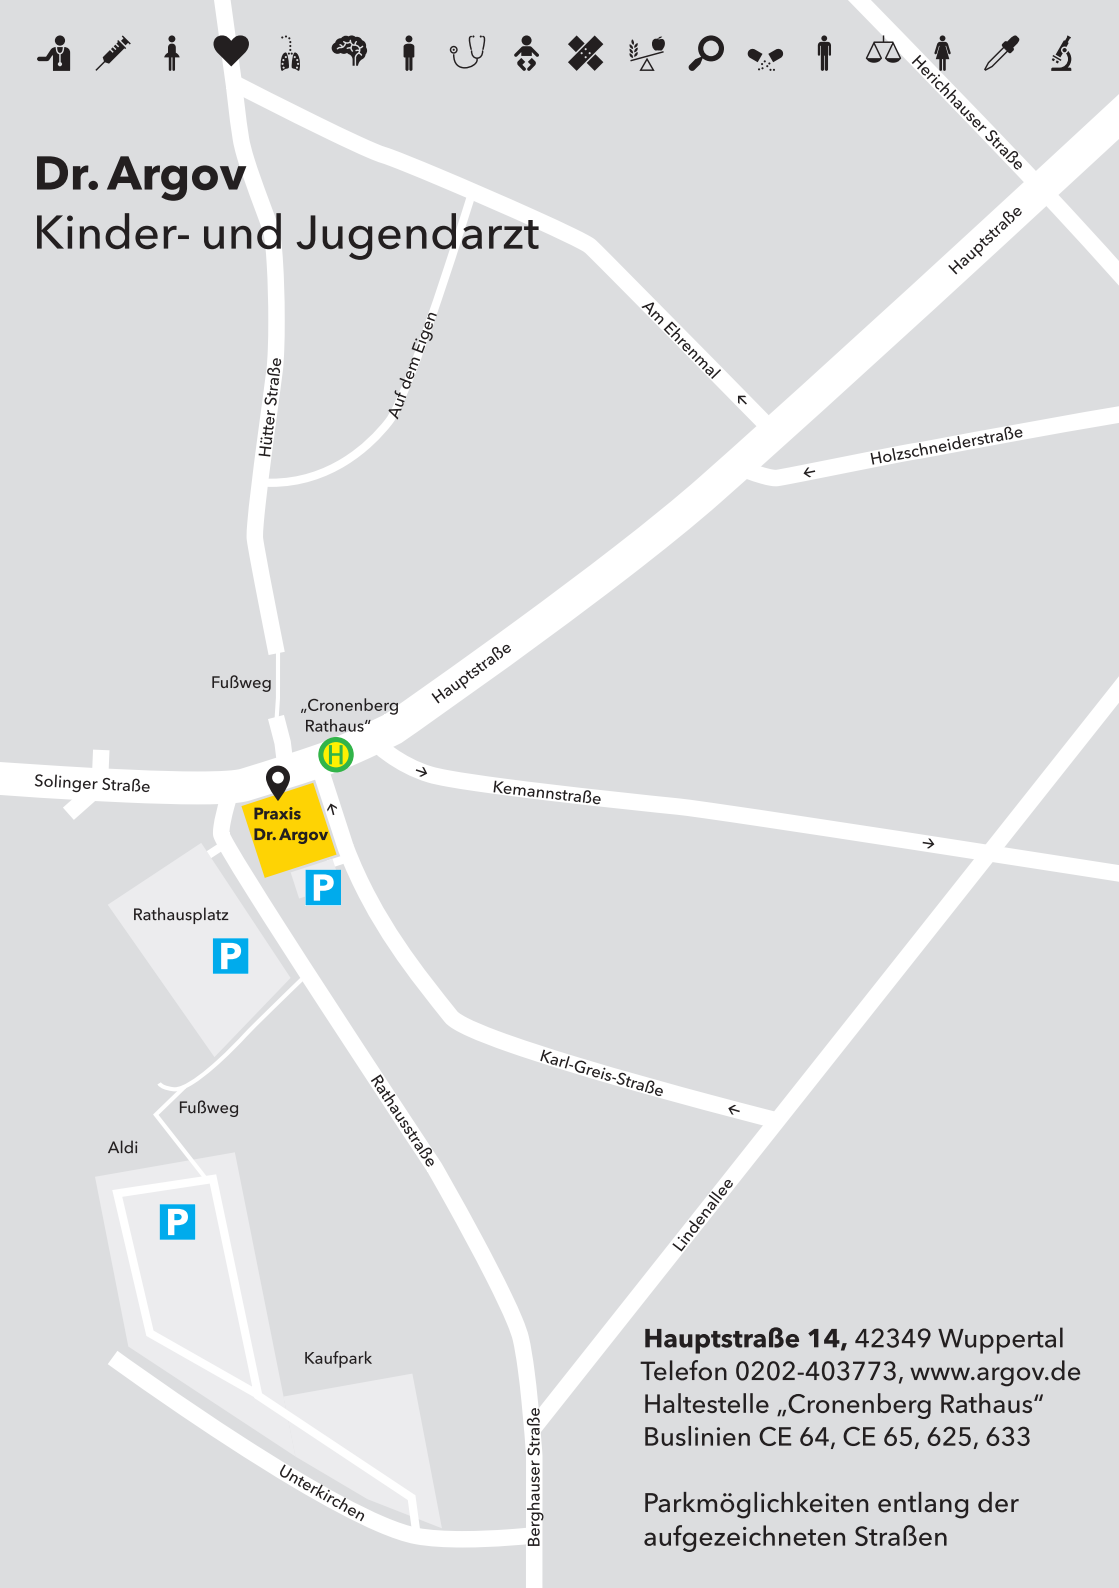 Herichhauser Straße
Dr. Argov
Kinder- und Jugendarzt
Hauptstraße
Am Ehrenmal
Auf dem Eigen
Hütter Straße
Holzschneiderstraße
Hauptstraße
Fußweg
„Cronenberg
Rathaus“
H
Solinger Straße
Kemannstraße
Praxis
Dr. Argov
P
Rathausplatz
P
Karl-Greis-Straße
Rathausstraße
Fußweg
Aldi
P
Lindenallee
Kaufpark
Unterkirchen
Berghauser Straße
Hauptstraße 14, 42349 Wuppertal
Telefon 0202-403773, www.argov.de
Haltestelle „Cronenberg Rathaus“
Buslinien CE 64, CE 65, 625, 633
Parkmöglichkeiten entlang der
aufgezeichneten Straßen